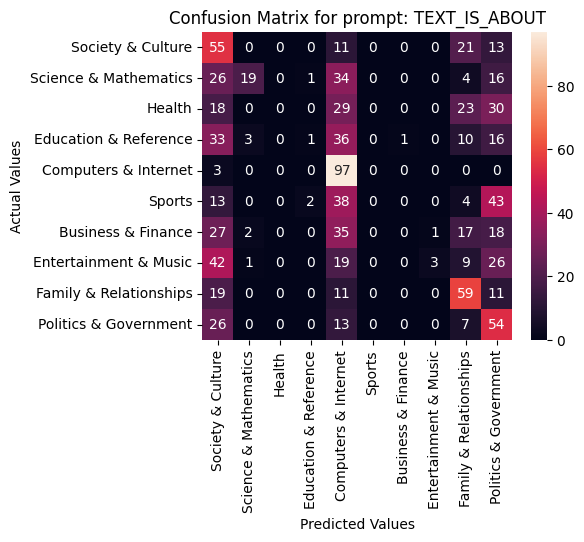 Confusion Matrix for prompt: TEXT_IS_ABOUT
Society & Culture 55 0 0 0 11 0 0 0 21 13
Science & Mathematics 26 19 0 1 34 0 0 0 4 16
Health 18 0 0 0 29 0 0 0 23 30
Education & Reference 33 3 0 1 36 0 1 0 10 16
Computers & Internet 3 0 0 0 97 0 0 0 0 0
Sports 13 0 0 2 38 0 0 0 4 43
Business & Finance 27 2 0 0 35 0 0 1 17 18
Entertainment & Music 42 1 0 0 19 0 0 3 9 26
Family & Relationships 19 0 0 0 11 0 0 0 59 11
Politics & Government 26 0 0 0 13 0 0 0 7 54
Actual Values
Society & Culture
Science & Mathematics
Health
Education & Reference
Computers & Internet
Sports
Business & Finance
Entertainment & Music
Family & Relationships
Politics & Government
Predicted Values
80
60
40
20
0